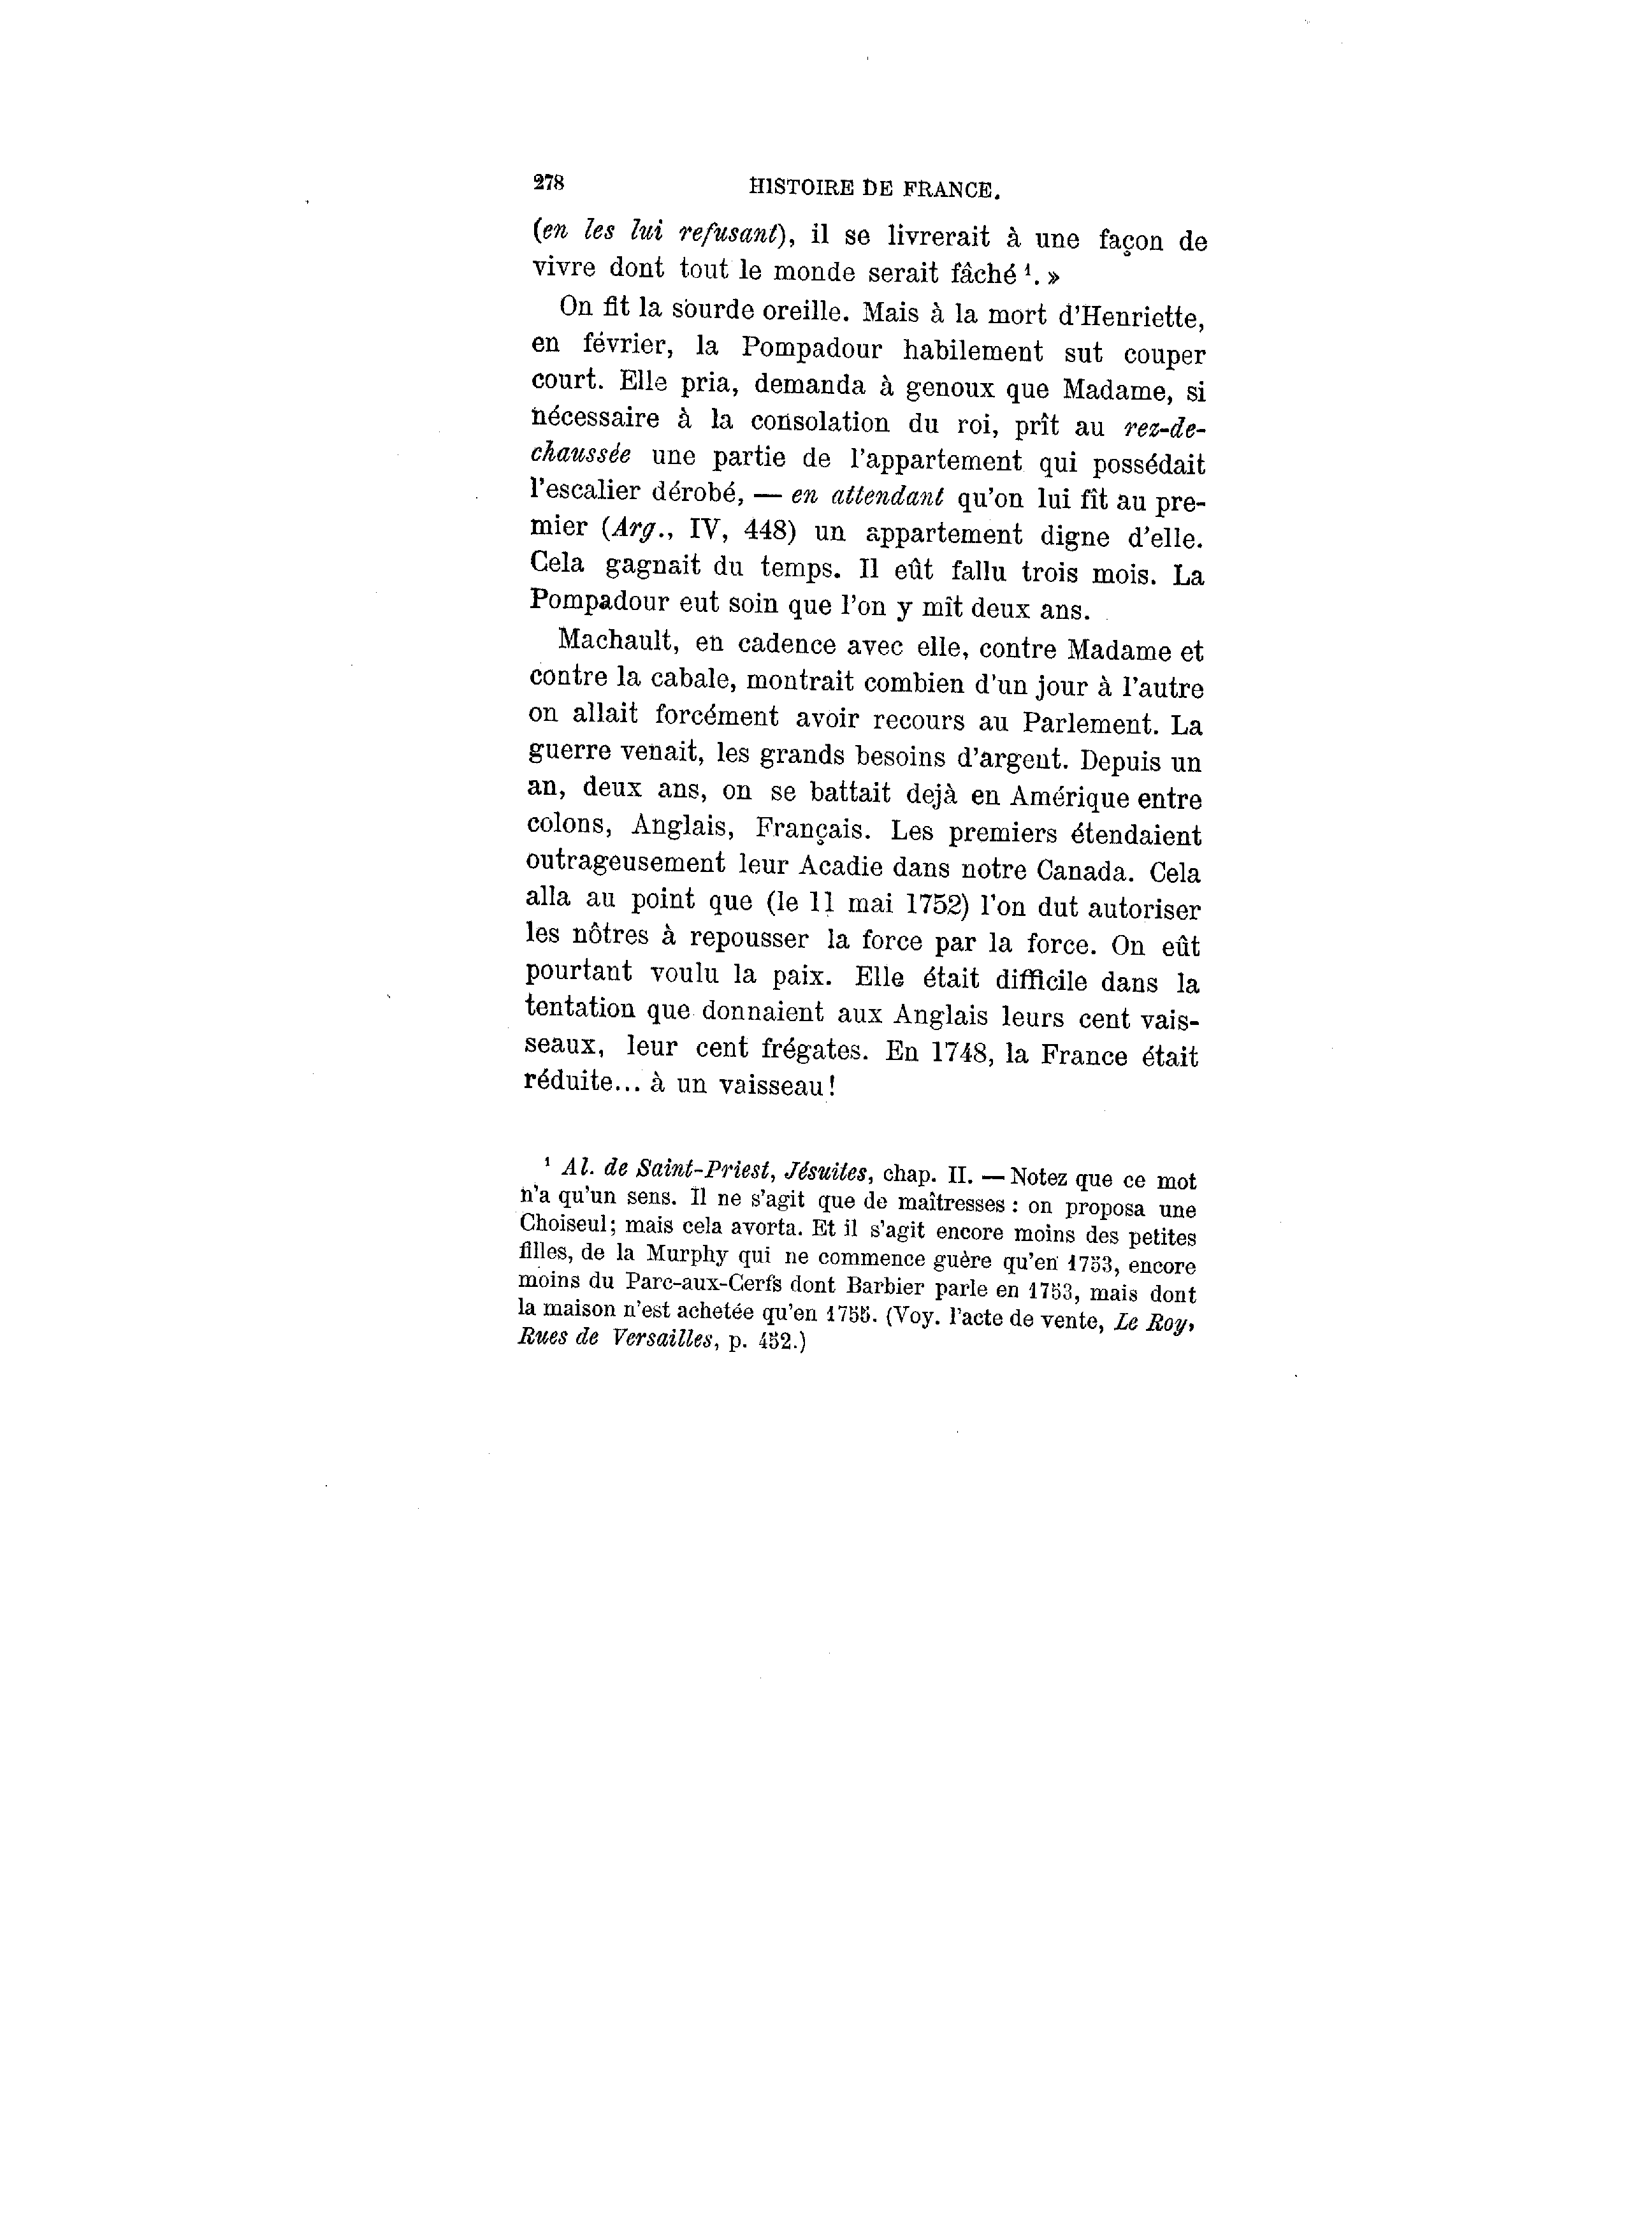 278 HISTOIRE DE FRANCE.
(en les lui refusant), il se livrerait à une façon de
vivre dont tout le monde serait fâché ¹. »
On fit la sourde oreille. Mais à la mort d'Henriette,
en février, la Pompadour habilement sut couper
court. Elle pria, demanda à genoux que Madame, si
nécessaire à la consolation du roi, prît au rez-de-
chaussée une partie de l'appartement qui possédait
l'escalier dérobé, — en attendant qu'on lui fît au pre-
mier (Arg., IV, 448) un appartement digne d'elle.
Cela gagnait du temps. Il eût fallu trois mois. La
Pompadour eut soin que l'on y mît deux ans.
Machault, en cadence avec elle, contre Madame et
contre la cabale, montrait combien d'un jour à l'autre
on allait forcément avoir recours au Parlement. La
guerre venait, les grands besoins d'argent. Depuis un
an, deux ans, on se battait dejà en Amérique entre
colons, Anglais, Français. Les premiers étendaient
outrageusement leur Acadie dans notre Canada. Cela
alla au point que (le 11 mai 1752) l'on dut autoriser
les nôtres à repousser la force par la force. On eût
pourtant voulu la paix. Elle était difficile dans la
tentation que donnaient aux Anglais leurs cent vais-
seaux, leur cent frégates. En 1748, la France était
réduite... à un vaisseau!
¹ Al. de Saint-Priest, Jésuites, chap. II. — Notez que ce mot
n'a qu'un sens. Il ne s'agit que de maîtresses : on proposa une
Choiseul; mais cela avorta. Et il s'agit encore moins des petites
filles, de la Murphy qui ne commence guère qu'en 1753, encore
moins du Parc-aux-Cerfs dont Barbier parle en 1753, mais dont
la maison n'est achetée qu'en 1755. (Voy. l'acte de vente, Le Roy,
Rues de Versailles, p. 452.)